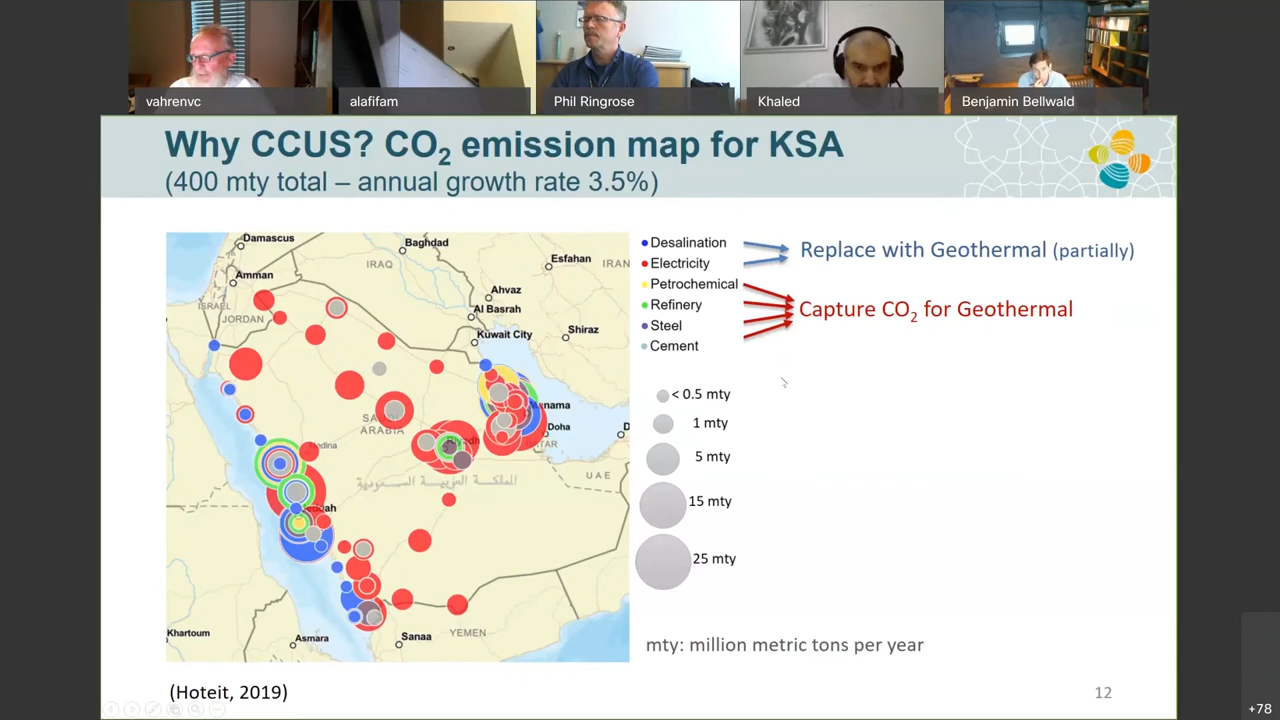 vahrenvc
alafifam
Phil Ringrose
Khaled
Benjamin Bellwald
Why CCUS? CO₂ emission map for KSA
(400 mty total – annual growth rate 3.5%)
Damascus
Baghdad
Esfahan
IRAQ
IRAN
Amman
Ahvaz
ISRAEL
JORDAN
Al Basrah
Kuwait City
Shiraz
SAUDI
ARABIA
Manama
Doha
QATAR
Riyadh
Medina
UAE
المملكة العربية السعودية
Jeddah
Khartoum
Asmara
Sanaa
YEMEN
Desalination
Electricity
Petrochemical
Refinery
Steel
Cement
Replace with Geothermal (partially)
Capture CO₂ for Geothermal
< 0.5 mty
1 mty
5 mty
15 mty
25 mty
mty: million metric tons per year
(Hoteit, 2019)
12
+78